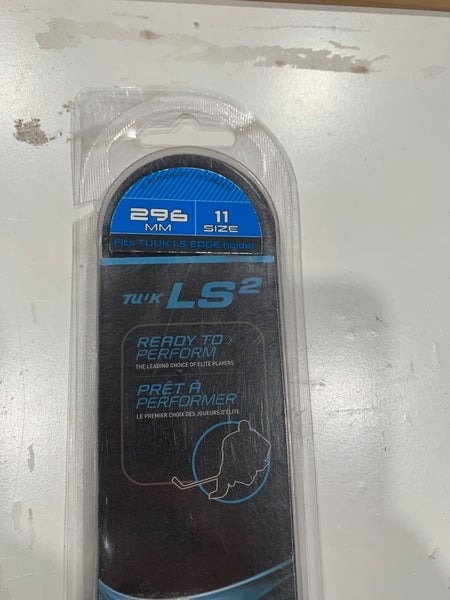 296 MM
11 SIZE
Fits TUUK LS EDGE holder
TUUK LS²
READY TO
PERFORM
THE LEADING CHOICE OF ELITE PLAYERS
PRÊT À
PERFORMER
LE PREMIER CHOIX DES JOUEURS D'ÉLITE